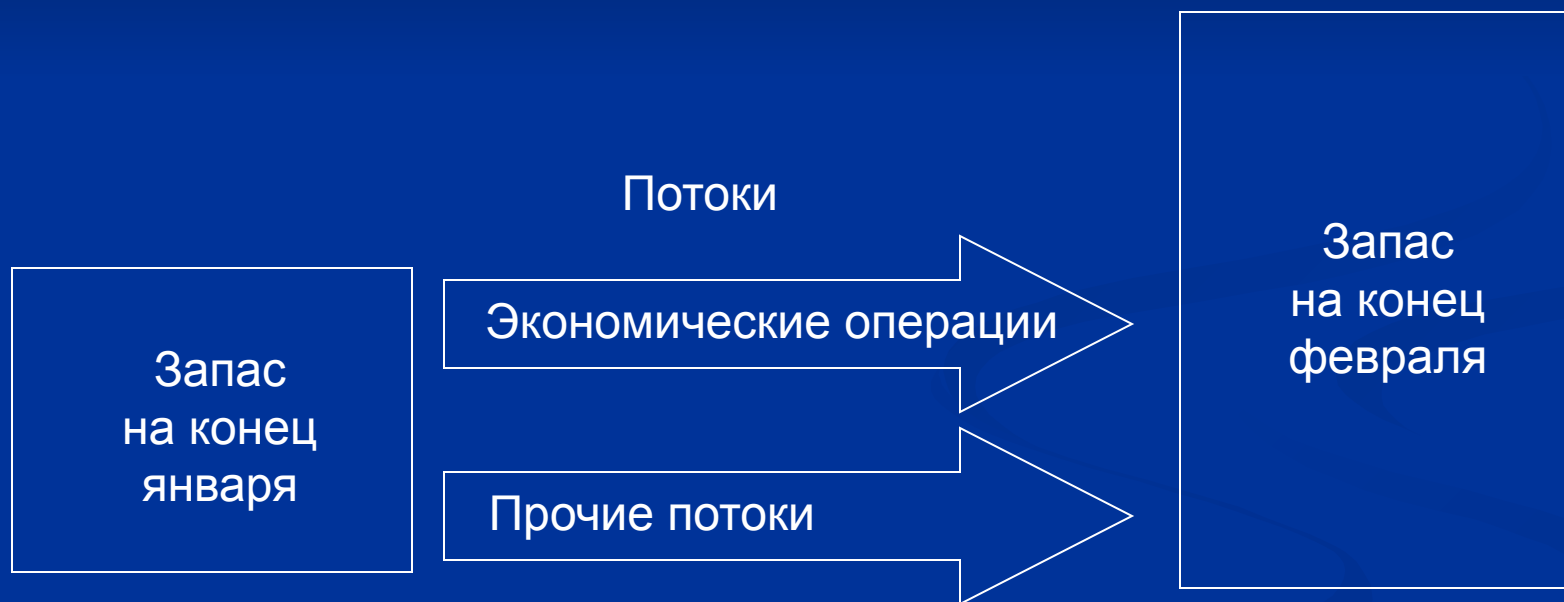 Потоки
Запас
на конец
января
Экономические операции
Прочие потоки
Запас
на конец
февраля